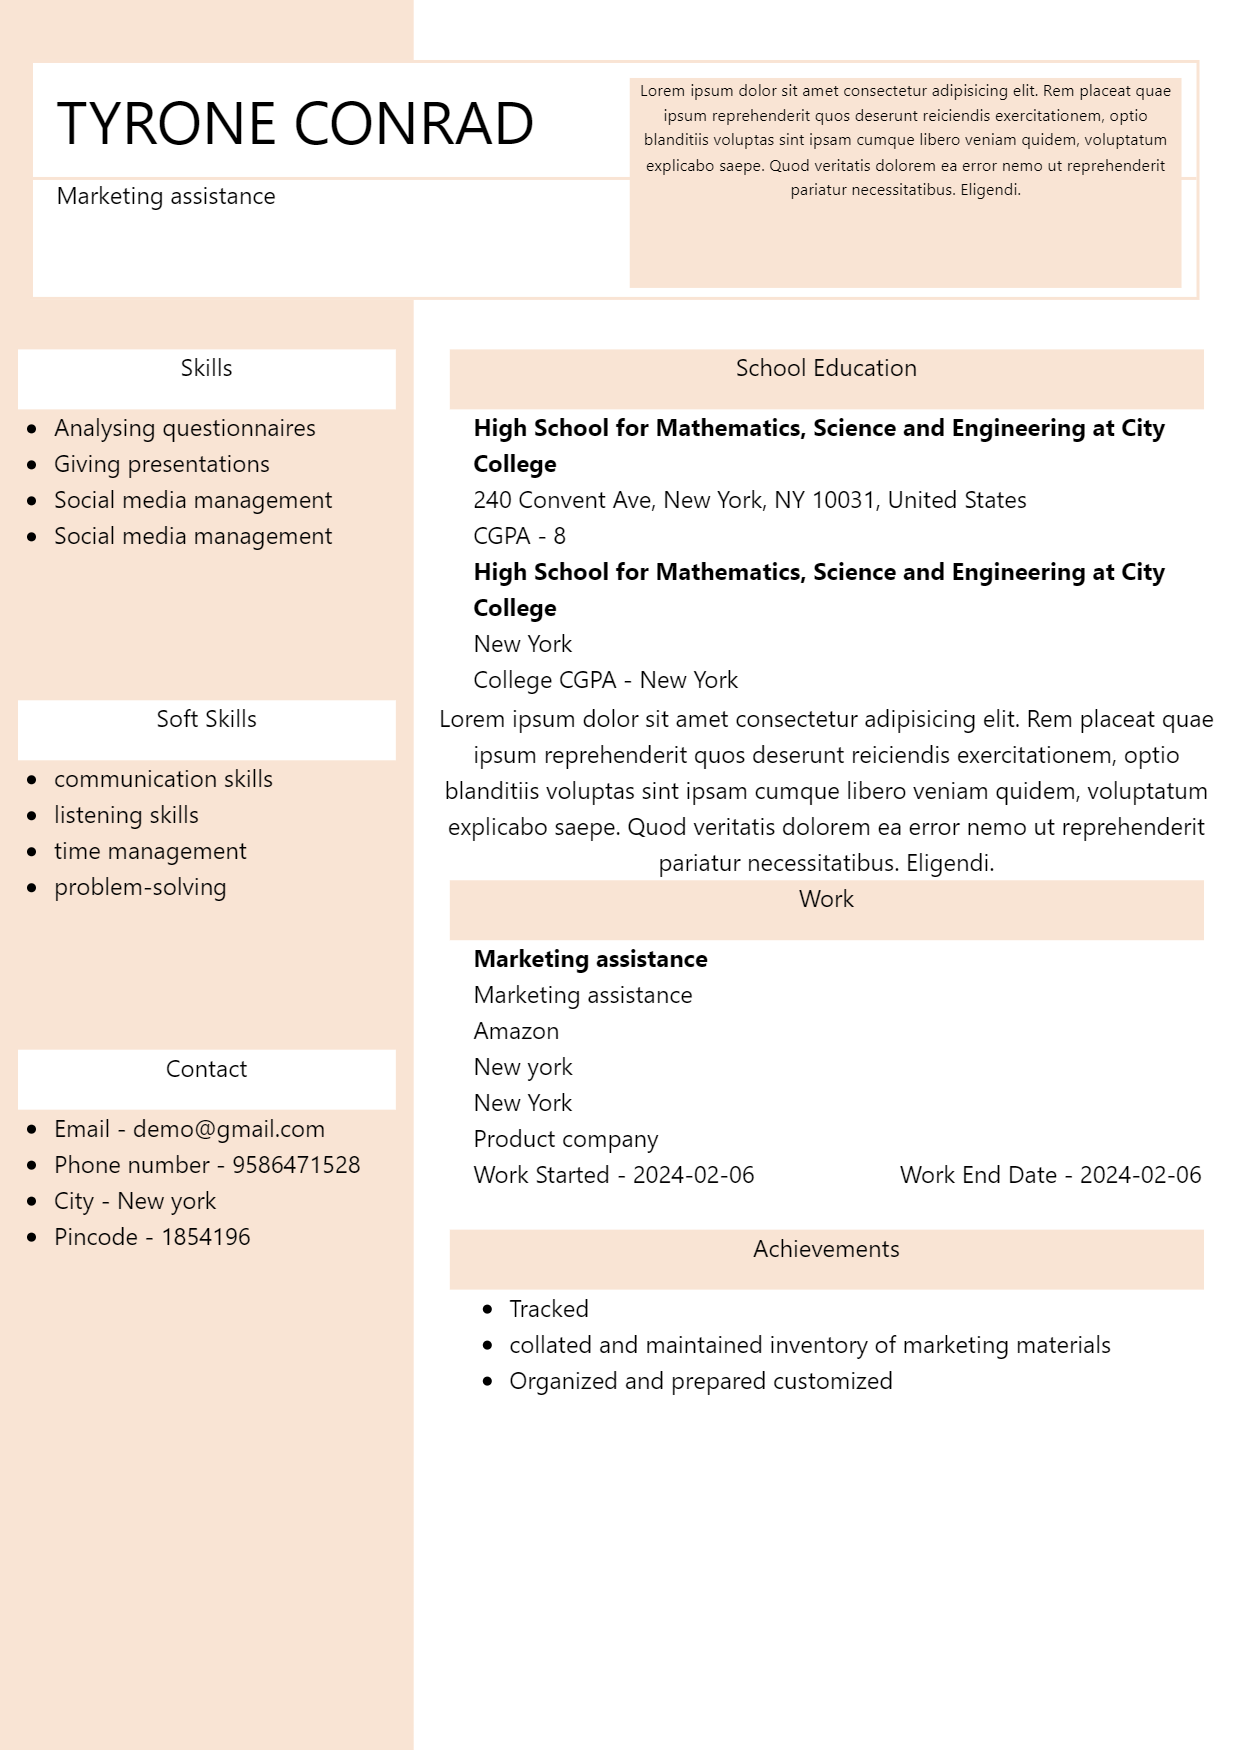 TYRONE CONRAD
Marketing assistance
Lorem ipsum dolor sit amet consectetur adipisicing elit. Rem placeat quae
ipsum reprehenderit quos deserunt reiciendis exercitationem, optio
blanditiis voluptas sint ipsam cumque libero veniam quidem, voluptatum
explicabo saepe. Quod veritatis dolorem ea error nemo ut reprehenderit
pariatur necessitatibus. Eligendi.
Skills
• Analysing questionnaires
• Giving presentations
• Social media management
• Social media management
Soft Skills
• communication skills
• listening skills
• time management
• problem-solving
Contact
• Email - demo@gmail.com
• Phone number - 9586471528
• City - New york
• Pincode - 1854196
School Education
High School for Mathematics, Science and Engineering at City
College
240 Convent Ave, New York, NY 10031, United States
CGPA - 8
High School for Mathematics, Science and Engineering at City
College
New York
College CGPA - New York
Lorem ipsum dolor sit amet consectetur adipisicing elit. Rem placeat quae
ipsum reprehenderit quos deserunt reiciendis exercitationem, optio
blanditiis voluptas sint ipsam cumque libero veniam quidem, voluptatum
explicabo saepe. Quod veritatis dolorem ea error nemo ut reprehenderit
pariatur necessitatibus. Eligendi.
Work
Marketing assistance
Marketing assistance
Amazon
New york
New York
Product company
Work Started - 2024-02-06 Work End Date - 2024-02-06
Achievements
• Tracked
• collated and maintained inventory of marketing materials
• Organized and prepared customized